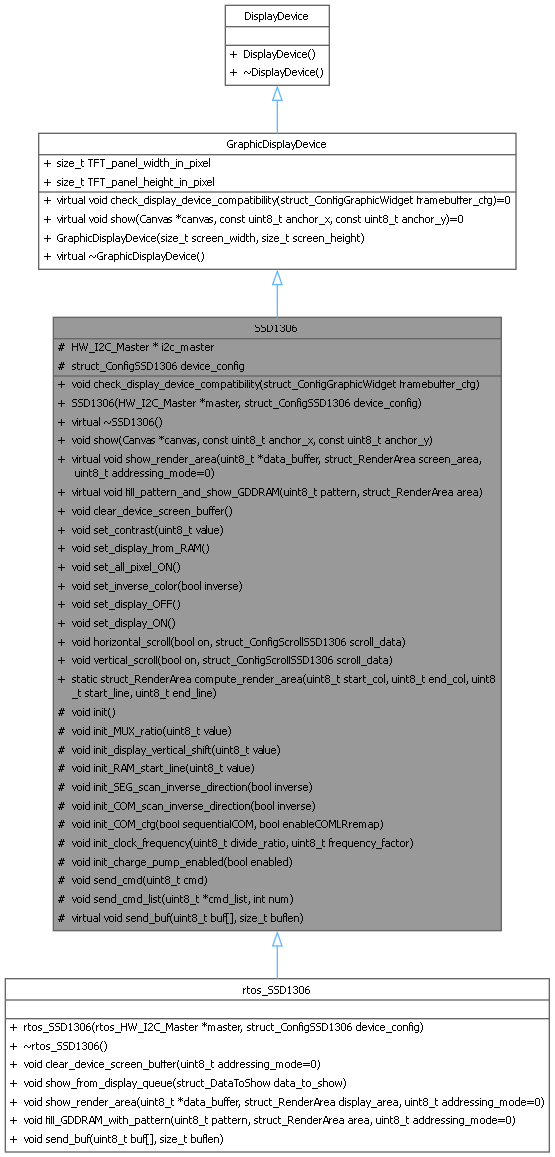 DisplayDevice
+ DisplayDevice()
+ ~DisplayDevice()
GraphicDisplayDevice
+ size_t TFT_panel_width_in_pixel
+ size_t TFT_panel_height_in_pixel
+ virtual void check_display_device_compatibility(struct_ConfigGraphicWidget framebuffer_cfg)=0
+ virtual void show(Canvas *canvas, const uint8_t anchor_x, const uint8_t anchor_y)=0
+ GraphicDisplayDevice(size_t screen_width, size_t screen_height)
+ virtual ~GraphicDisplayDevice()
SSD1306
# HW_I2C_Master * i2c_master
# struct_ConfigSSD1306 device_config
+ void check_display_device_compatibility(struct_ConfigGraphicWidget framebuffer_cfg)
+ SSD1306(HW_I2C_Master *master, struct_ConfigSSD1306 device_config)
+ virtual ~SSD1306()
+ void show(Canvas *canvas, const uint8_t anchor_x, const uint8_t anchor_y)
+ virtual void show_render_area(uint8_t *data_buffer, struct_RenderArea screen_area,
uint8_t addressing_mode=0)
+ virtual void fill_pattern_and_show_GDDRAM(uint8_t pattern, struct_RenderArea area)
+ void clear_device_screen_buffer()
+ void set_contrast(uint8_t value)
+ void set_display_from_RAM()
+ void set_all_pixel_ON()
+ void set_inverse_color(bool inverse)
+ void set_display_OFF()
+ void set_display_ON()
+ void horizontal_scroll(bool on, struct_ConfigScrollSSD1306 scroll_data)
+ void vertical_scroll(bool on, struct_ConfigScrollSSD1306 scroll_data)
+ static struct_RenderArea compute_render_area(uint8_t start_col, uint8_t end_col, uint8
_t start_line, uint8_t end_line)
# void init()
# void init_MUX_ratio(uint8_t value)
# void init_display_vertical_shift(uint8_t value)
# void init_RAM_start_line(uint8_t value)
# void init_SEG_scan_inverse_direction(bool inverse)
# void init_COM_scan_inverse_direction(bool inverse)
# void init_COM_cfg(bool sequentialCOM, bool enableCOMLRremap)
# void init_clock_frequency(uint8_t divide_ratio, uint8_t frequency_factor)
# void init_charge_pump_enabled(bool enabled)
# void send_cmd(uint8_t cmd)
# void send_cmd_list(uint8_t *cmd_list, int num)
# virtual void send_buf(uint8_t buf[], size_t buflen)
rtos_SSD1306
+ rtos_SSD1306(rtos_HW_I2C_Master *master, struct_ConfigSSD1306 device_config)
+ ~rtos_SSD1306()
+ void clear_device_screen_buffer(uint8_t addressing_mode=0)
+ void show_from_display_queue(struct_DataToShow data_to_show)
+ void show_render_area(uint8_t *data_buffer, struct_RenderArea display_area, uint8_t addressing_mode=0)
+ void fill_GDDRAM_with_pattern(uint8_t pattern, struct_RenderArea area, uint8_t addressing_mode=0)
+ void send_buf(uint8_t buf[], size_t buflen)